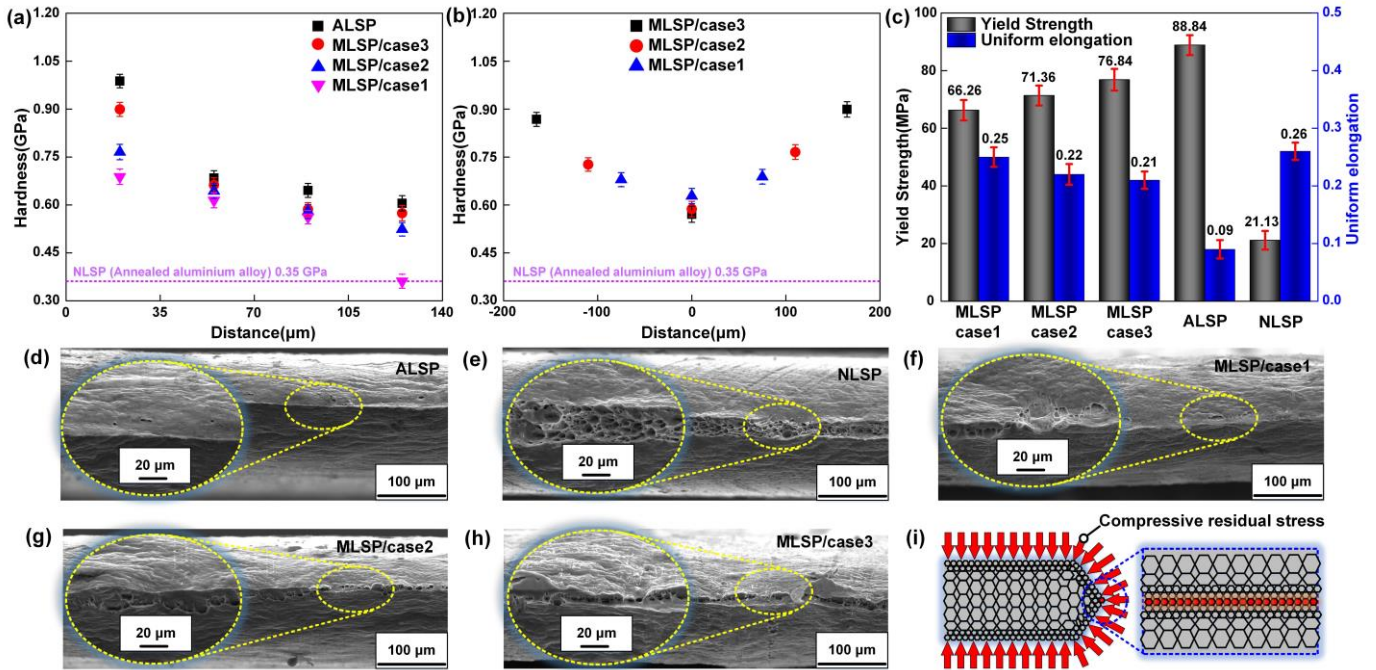 (a)
1.20
1.05
0.90
0.75
0.60
0.45
0.30
Hardness(GPa)
ALSP
MLSP/case3
MLSP/case2
MLSP/case1
NLSP (Annealed aluminium alloy) 0.35 GPa
0 35 70 105 140
Distance(μm)
(b)
1.20
1.05
0.90
0.75
0.60
0.45
0.30
Hardness(GPa)
MLSP/case3
MLSP/case2
MLSP/case1
NLSP (Annealed aluminium alloy) 0.35 GPa
-100 0 100 200
Distance(μm)
(c)
Yield Strength
Uniform elongation
100
80
60
40
20
0
Yield Strength(MPa)
66.26
0.25
71.36
0.22
76.84
0.21
88.84
0.09
21.13
0.26
0.5
0.4
0.3
0.2
0.1
0.0
Uniform elongation
MLSP MLSP MLSP ALSP NLSP
case1 case2 case3
(d)
ALSP
20 μm
100 μm
(e)
NLSP
20 μm
100 μm
(f)
MLSP/case1
20 μm
100 μm
(g)
MLSP/case2
20 μm
100 μm
(h)
MLSP/case3
20 μm
100 μm
(i)
Compressive residual stress